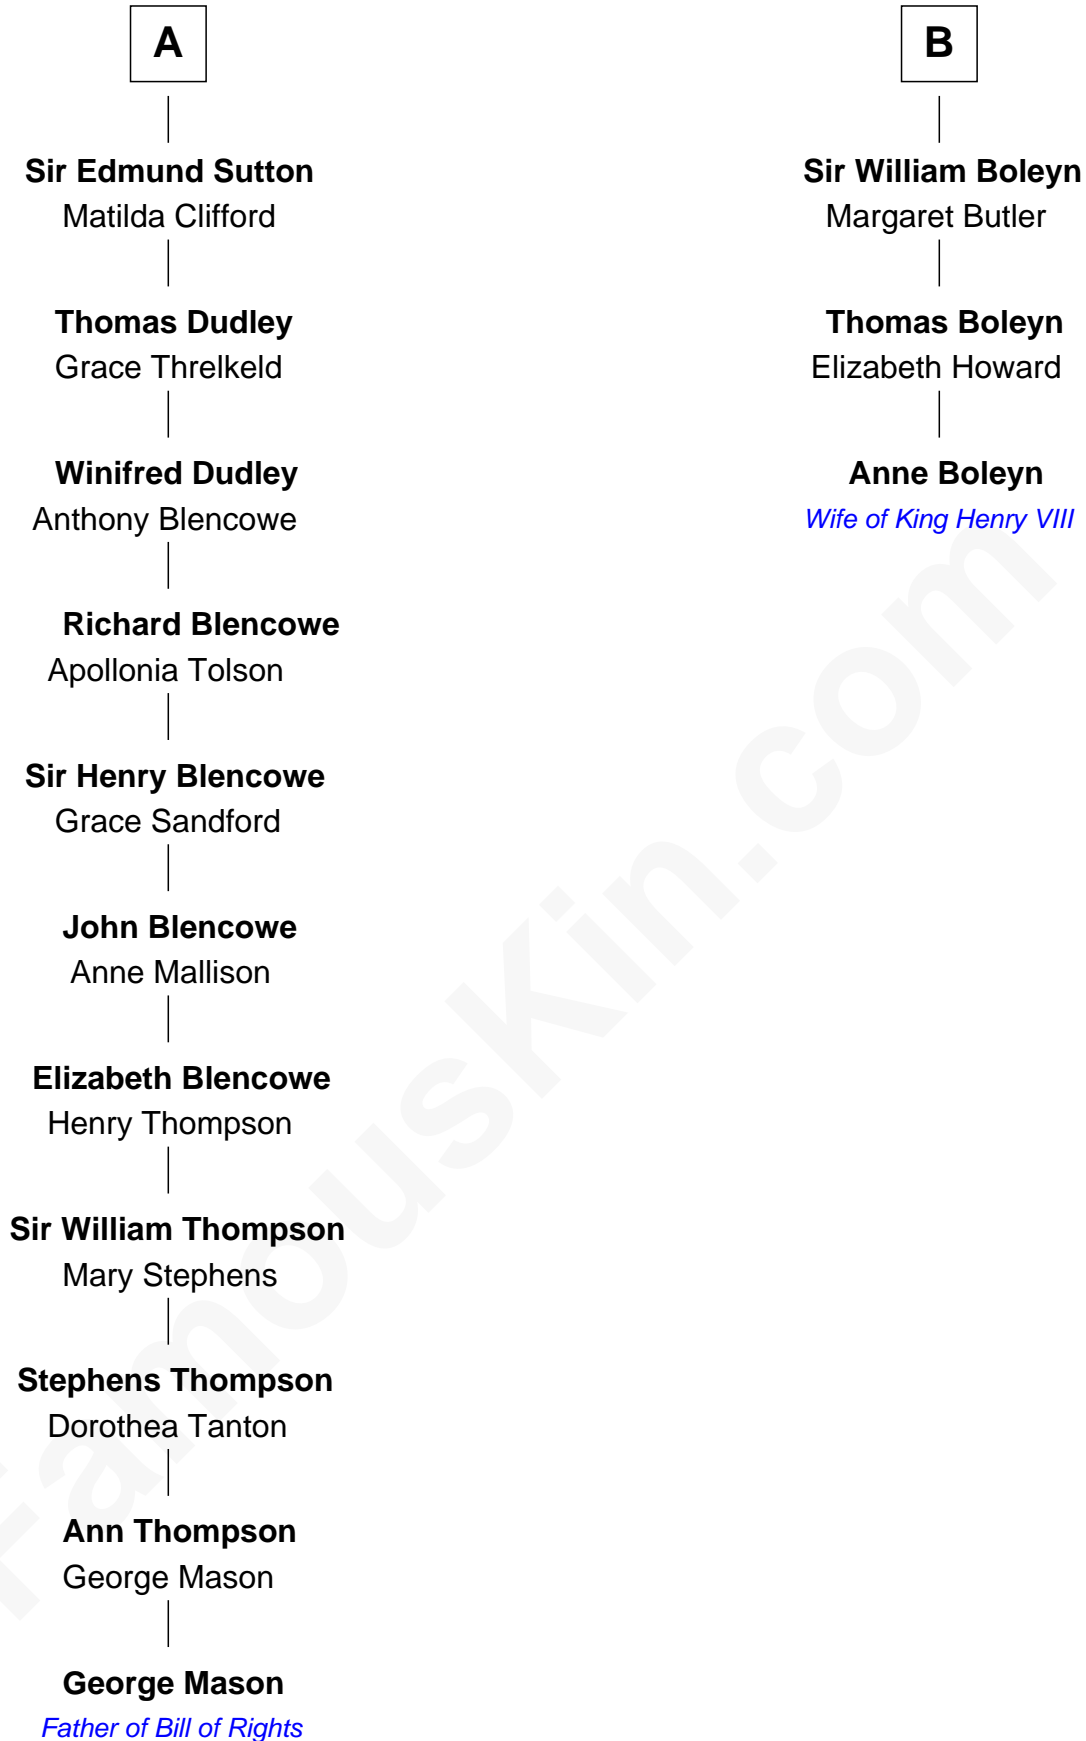 A
Sir Edmund Sutton
Matilda Clifford
Thomas Dudley
Grace Threlkeld
Winifred Dudley
Anthony Blencowe
Richard Blencowe
Apollonia Tolson
Sir Henry Blencowe
Grace Sandford
John Blencowe
Anne Mallison
Elizabeth Blencowe
Henry Thompson
Sir William Thompson
Mary Stephens
Stephens Thompson
Dorothea Tanton
Ann Thompson
George Mason
George Mason
Father of Bill of Rights
B
Sir William Boleyn
Margaret Butler
Thomas Boleyn
Elizabeth Howard
Anne Boleyn
Wife of King Henry VIII
FamousKin.com